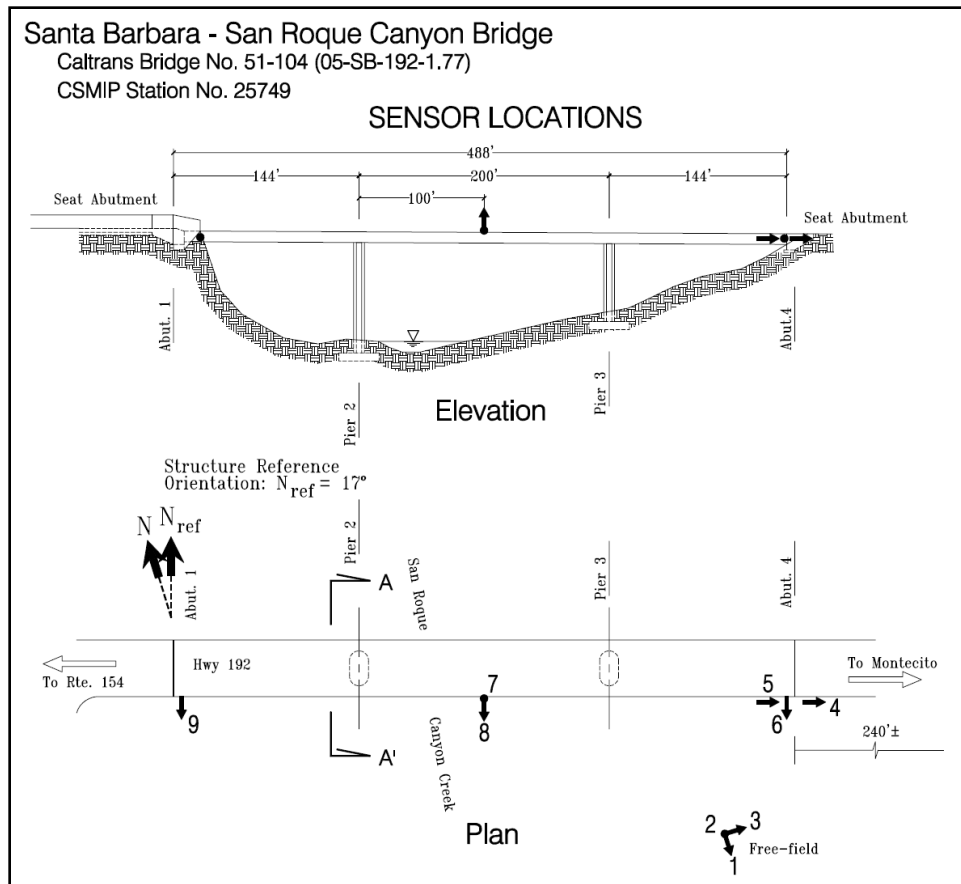 Santa Barbara - San Roque Canyon Bridge
Caltrans Bridge No. 51-104 (05-SB-192-1.77)
CSMIP Station No. 25749
SENSOR LOCATIONS
488'
144'
200'
144'
100'
Seat Abutment
Seat Abutment
Abut. 1
Pier 2
Pier 3
Abut.4
Elevation
Structure Reference
Orientation: Nref = 17°
N
Nref
Abut. 1
Pier 2
Pier 3
Abut. 4
A
San Roque
Hwy 192
To Rte. 154
To Montecito
7
5
9
8
6
4
A'
Canyon Creek
240'±
Plan
2
3
1
Free-field